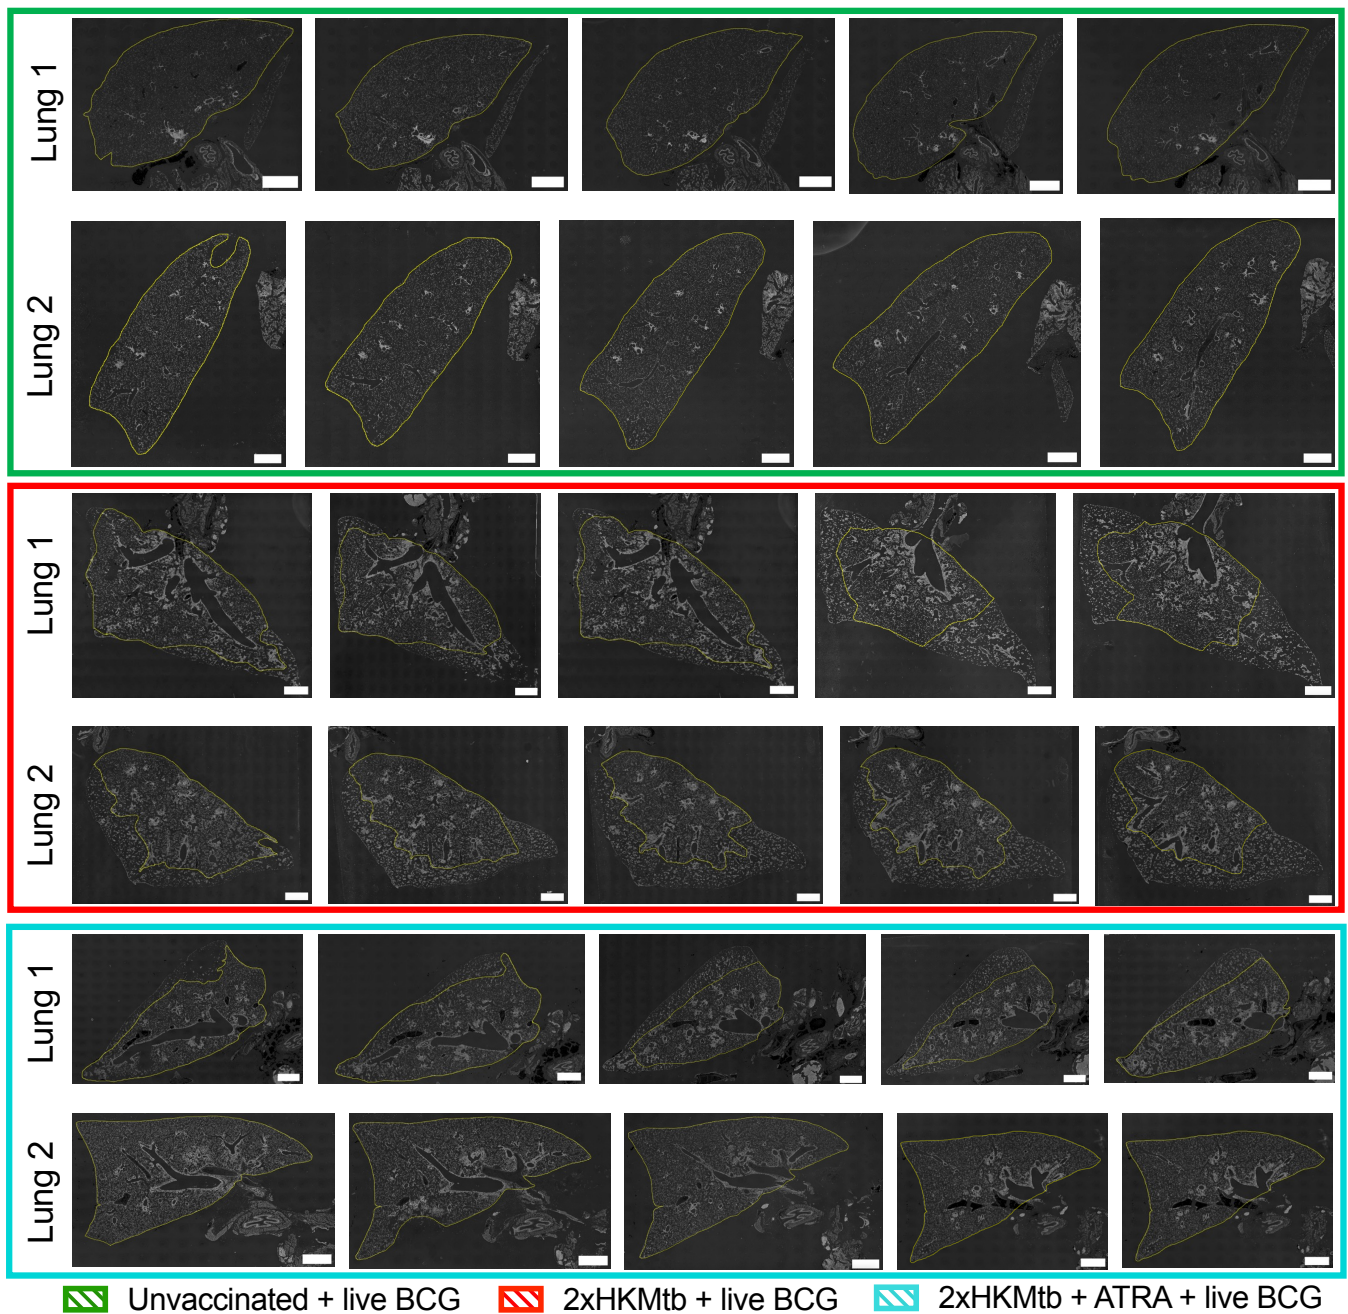 Lung 1
Lung 2
Lung 1
Lung 2
Lung 1
Lung 2
Unvaccinated + live BCG 2xHKMtb + live BCG 2xHKMtb + ATRA + live BCG